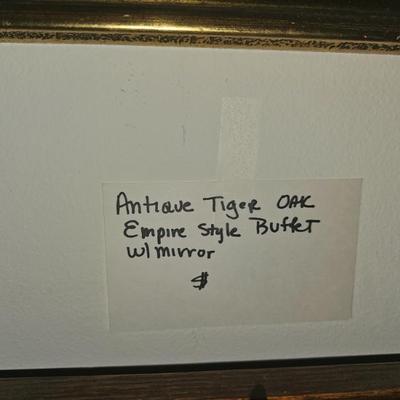 Antique Tiger OAK
Empire Style Buffet
w/mirror
$